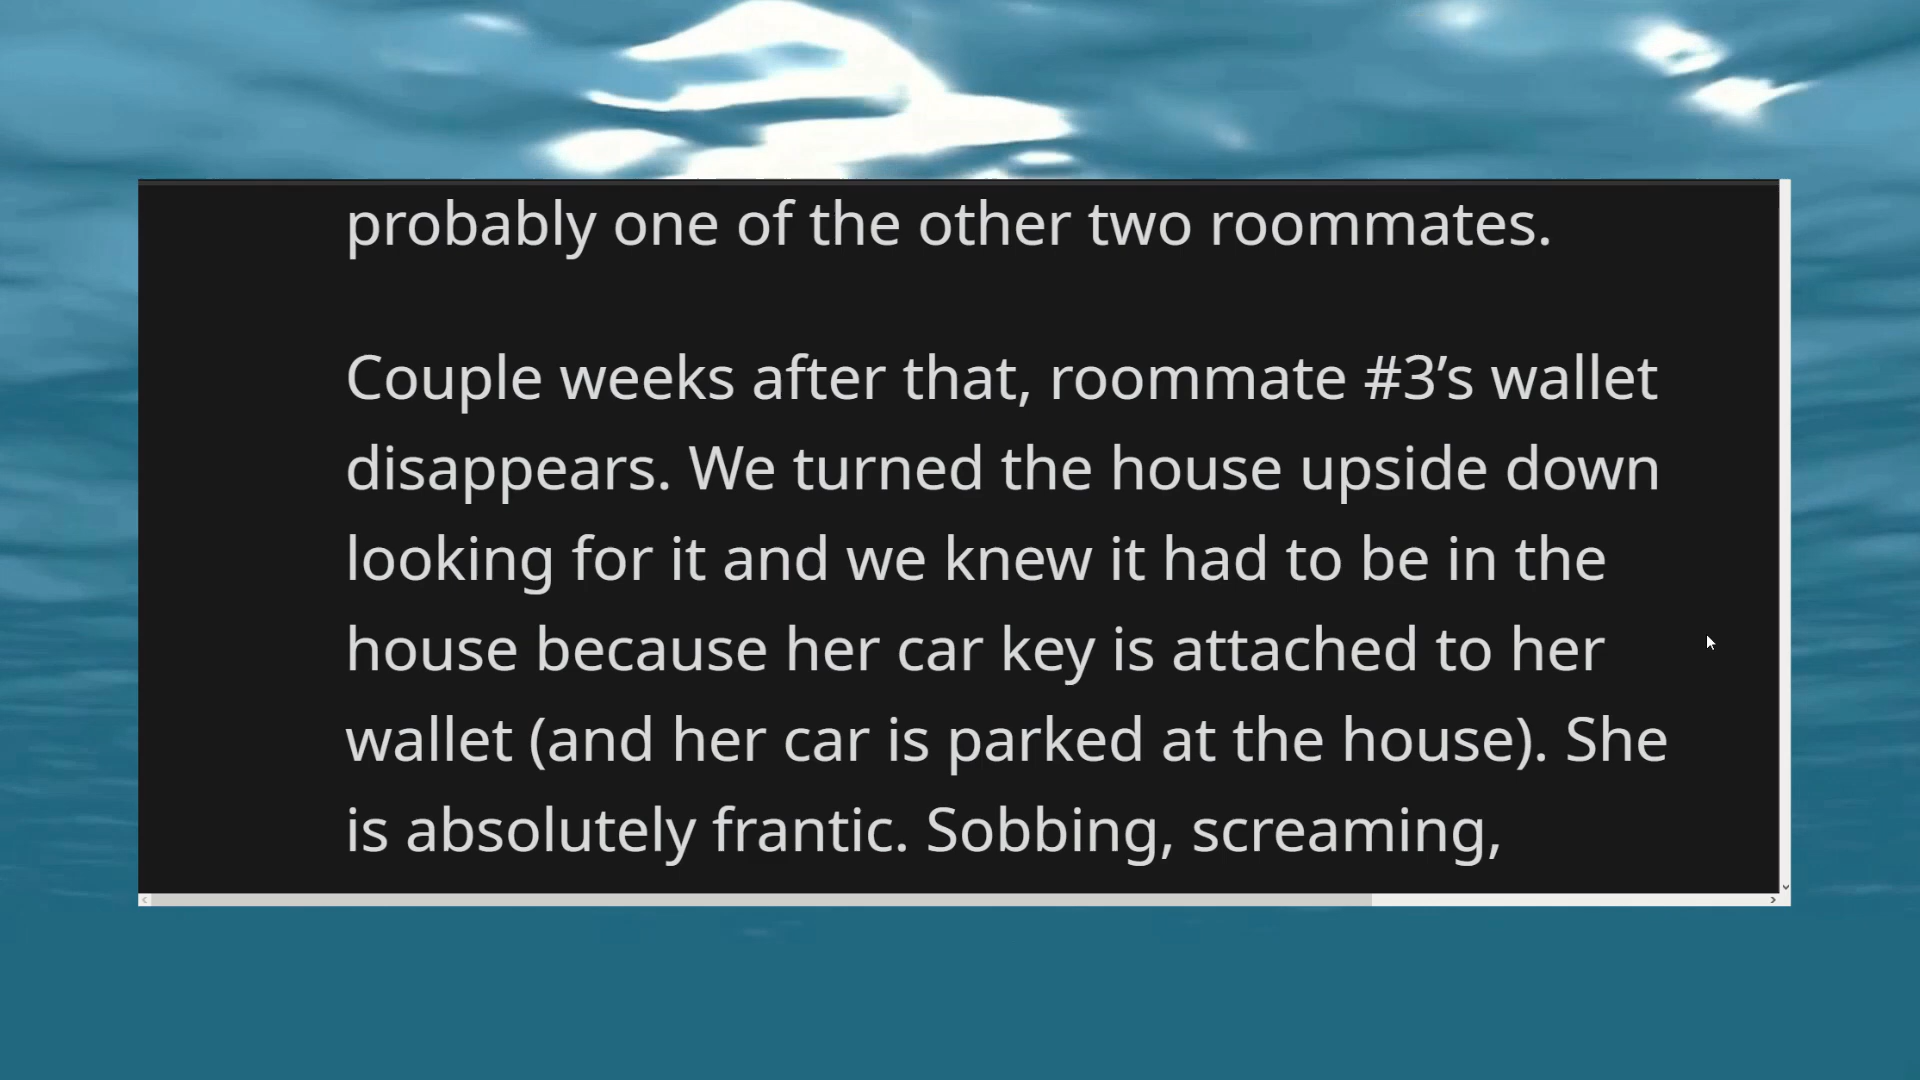 probably one of the other two roommates.
Couple weeks after that, roommate #3’s wallet
disappears. We turned the house upside down
looking for it and we knew it had to be in the
house because her car key is attached to her
wallet (and her car is parked at the house). She
is absolutely frantic. Sobbing, screaming,